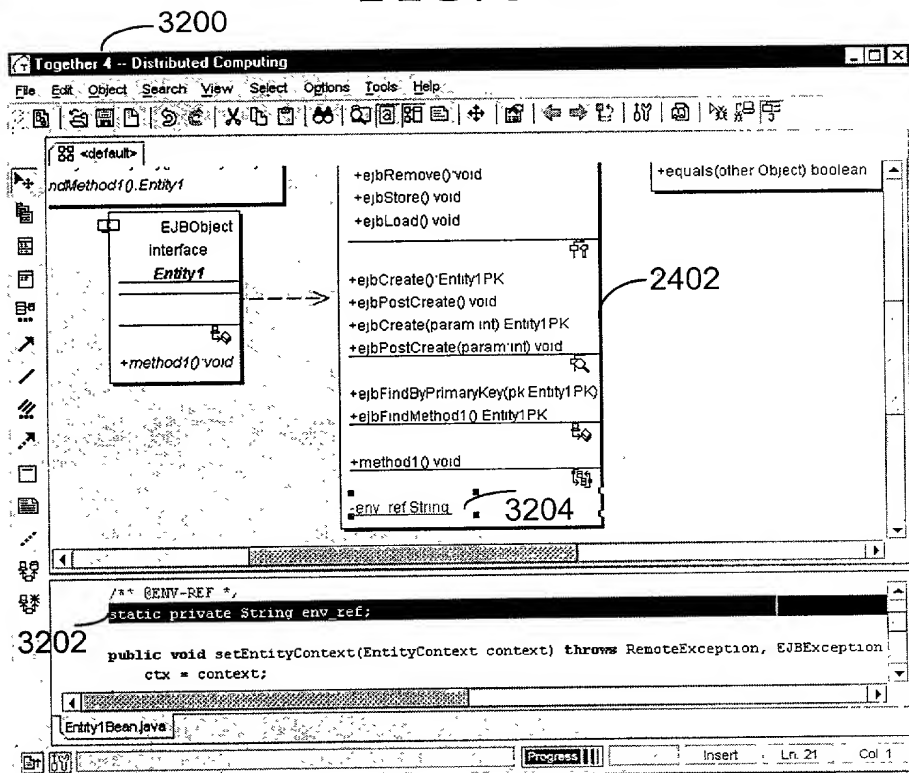 3200
Together 4 -- Distributed Computing
File Edit Object Search View Select Options Tools Help
<default>
ndMethod1().Entity1
+ejbRemove():void
+ejbStore() void
+ejbLoad() void
+equals(other Object) boolean
EJBObject
interface
Entity1
+method1():void
+ejbCreate():Entity1PK
+ejbPostCreate() void
+ejbCreate(param int) Entity1PK
+ejbPostCreate(param:int) void
2402
+ejbFindByPrimaryKey(pk Entity1PK)
+ejbFindMethod1() Entity1PK
+method1() void
-env_ref String
3204
/** @ENV-REF *,
static private String env_ref;
3202
public void setEntityContext(EntityContext context) throws RemoteException, EJBException
ctx = context;
Entity1Bean.java
Progress Insert Ln. 21 Col 1